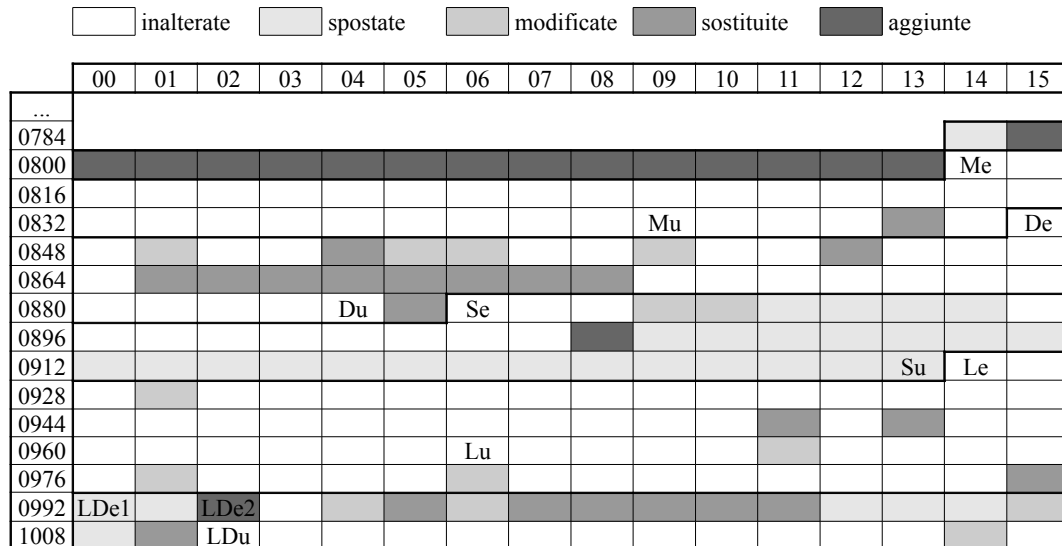 inalterate spostate modificate sostituite aggiunte
00 01 02 03 04 05 06 07 08 09 10 11 12 13 14 15
...
0784
0800 Me
0816
0832 Mu De
0848
0864
0880 Du Se
0896
0912 Su Le
0928
0944
0960 Lu
0976
0992 LDe1 LDe2
1008 LDu